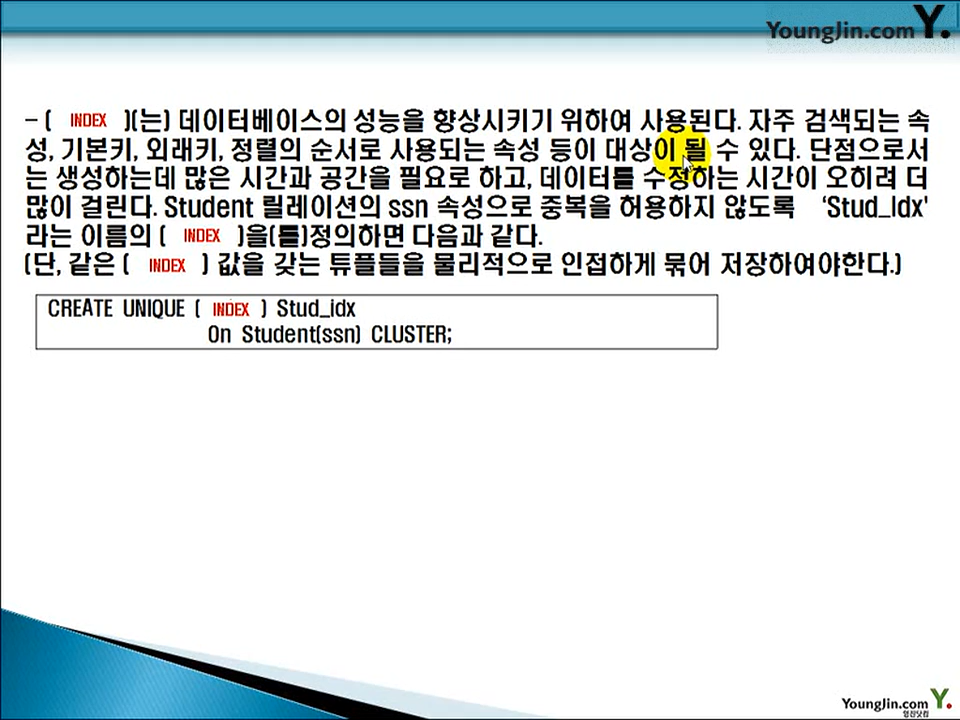 YoungJin.com Y.
- ( INDEX )(는) 데이터베이스의 성능을 향상시키기 위하여 사용된다. 자주 검색되는 속
성, 기본키, 외래키, 정렬의 순서로 사용되는 속성 등이 대상이 될 수 있다. 단점으로서
는 생성하는데 많은 시간과 공간을 필요로 하고, 데이터를 수정하는 시간이 오히려 더
많이 걸린다. Student 릴레이션의 ssn 속성으로 중복을 허용하지 않도록 ‘Stud_Idx'
라는 이름의 ( INDEX )을(를)정의하면 다음과 같다.
(단, 같은 ( INDEX ) 값을 갖는 튜플들을 물리적으로 인접하게 묶어 저장하여야한다.)
CREATE UNIQUE ( INDEX ) Stud_idx
On Student(ssn) CLUSTER;
YoungJin.com Y.
영진닷컴